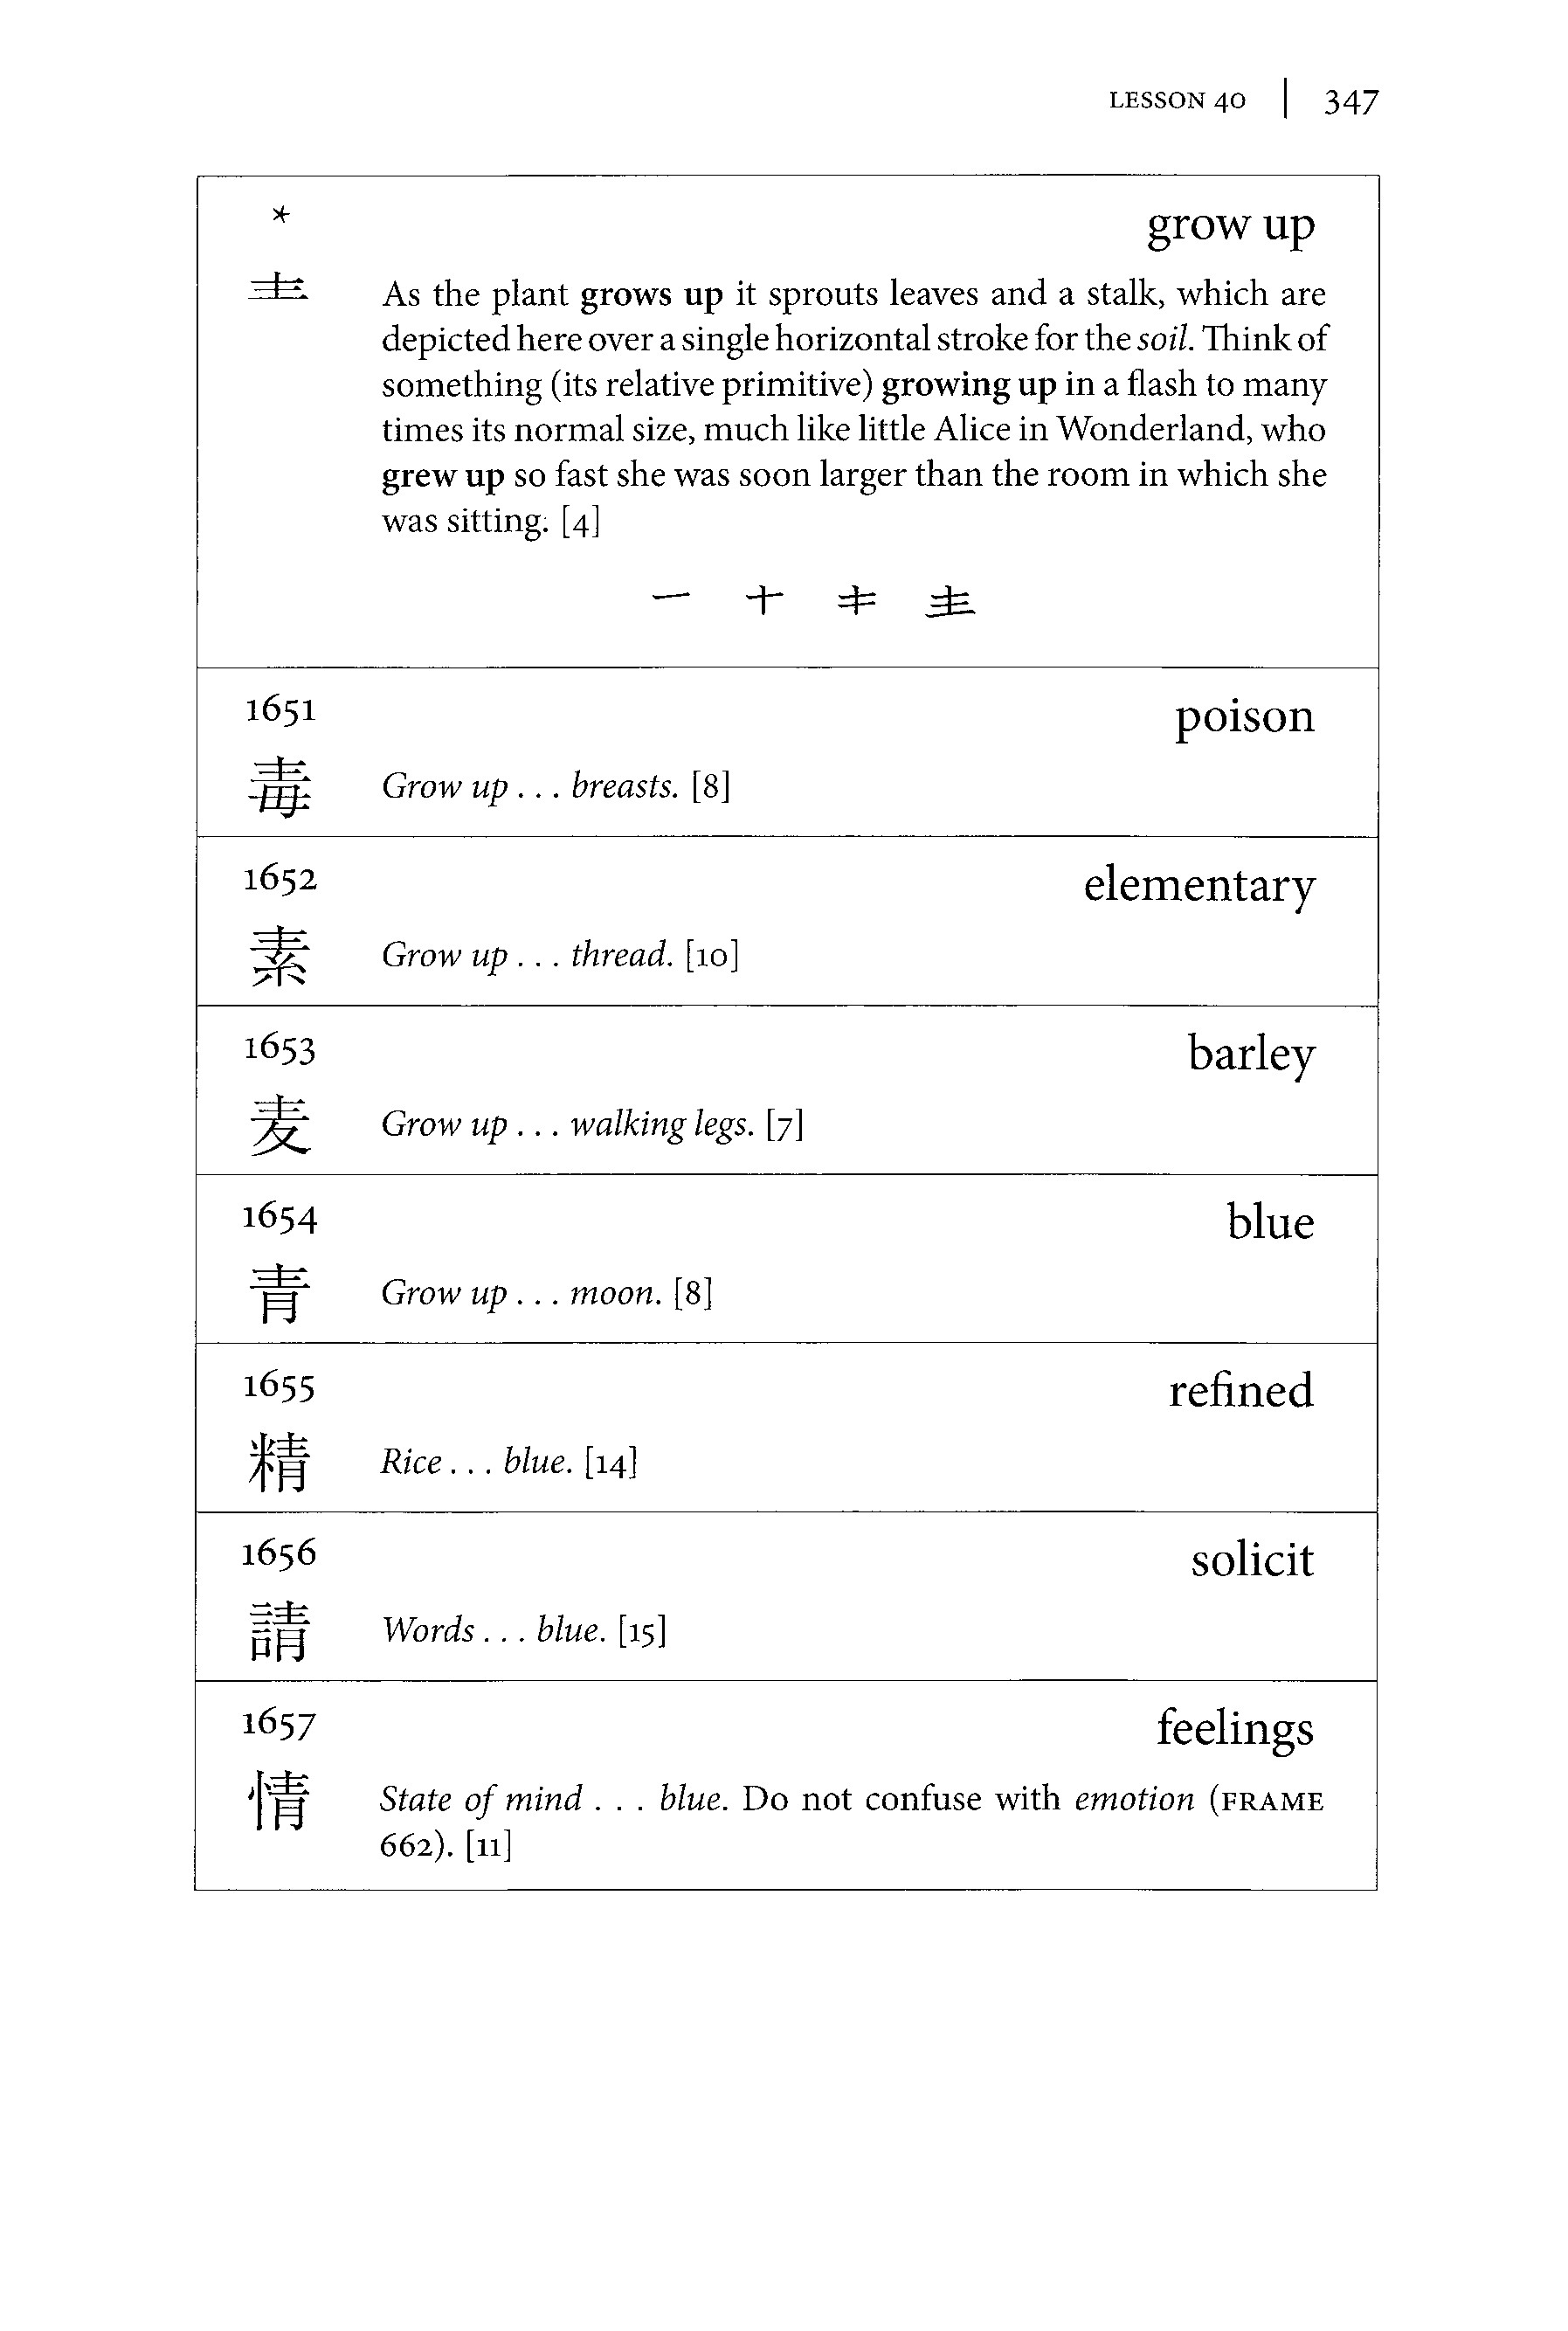 LESSON 40 | 347
* grow up
龶 As the plant grows up it sprouts leaves and a stalk, which are
depicted here over a single horizontal stroke for the soil. Think of
something (its relative primitive) growing up in a flash to many
times its normal size, much like little Alice in Wonderland, who
grew up so fast she was soon larger than the room in which she
was sitting. [4]
一 十 キ 龶
1651 poison
毒 Grow up . . . breasts. [8]
1652 elementary
素 Grow up . . . thread. [10]
1653 barley
麦 Grow up . . . walking legs. [7]
1654 blue
青 Grow up . . . moon. [8]
1655 refined
精 Rice . . . blue. [14]
1656 solicit
請 Words . . . blue. [15]
1657 feelings
情 State of mind . . . blue. Do not confuse with emotion (FRAME
662). [11]